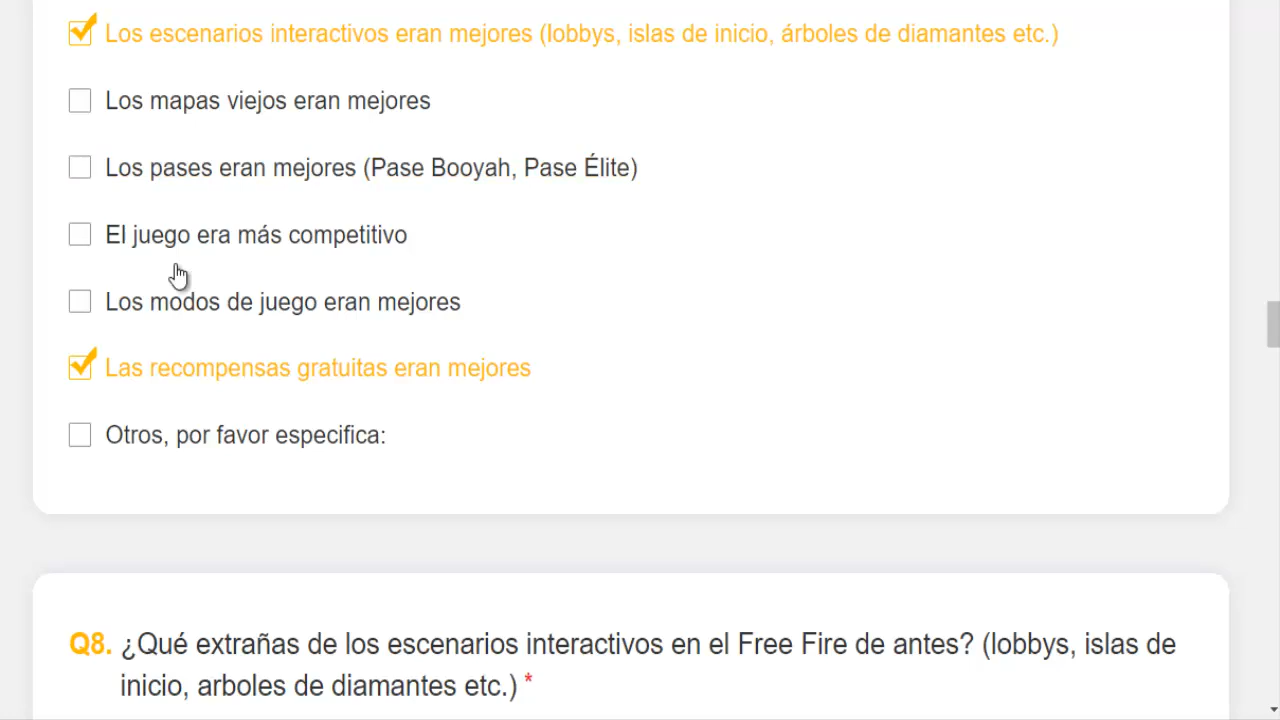 Los escenarios interactivos eran mejores (lobbys, islas de inicio, árboles de diamantes etc.)
Los mapas viejos eran mejores
Los pases eran mejores (Pase Booyah, Pase Élite)
El juego era más competitivo
Los modos de juego eran mejores
Las recompensas gratuitas eran mejores
Otros, por favor especifica:
Q8. ¿Qué extrañas de los escenarios interactivos en el Free Fire de antes? (lobbys, islas de
inicio, arboles de diamantes etc.) *